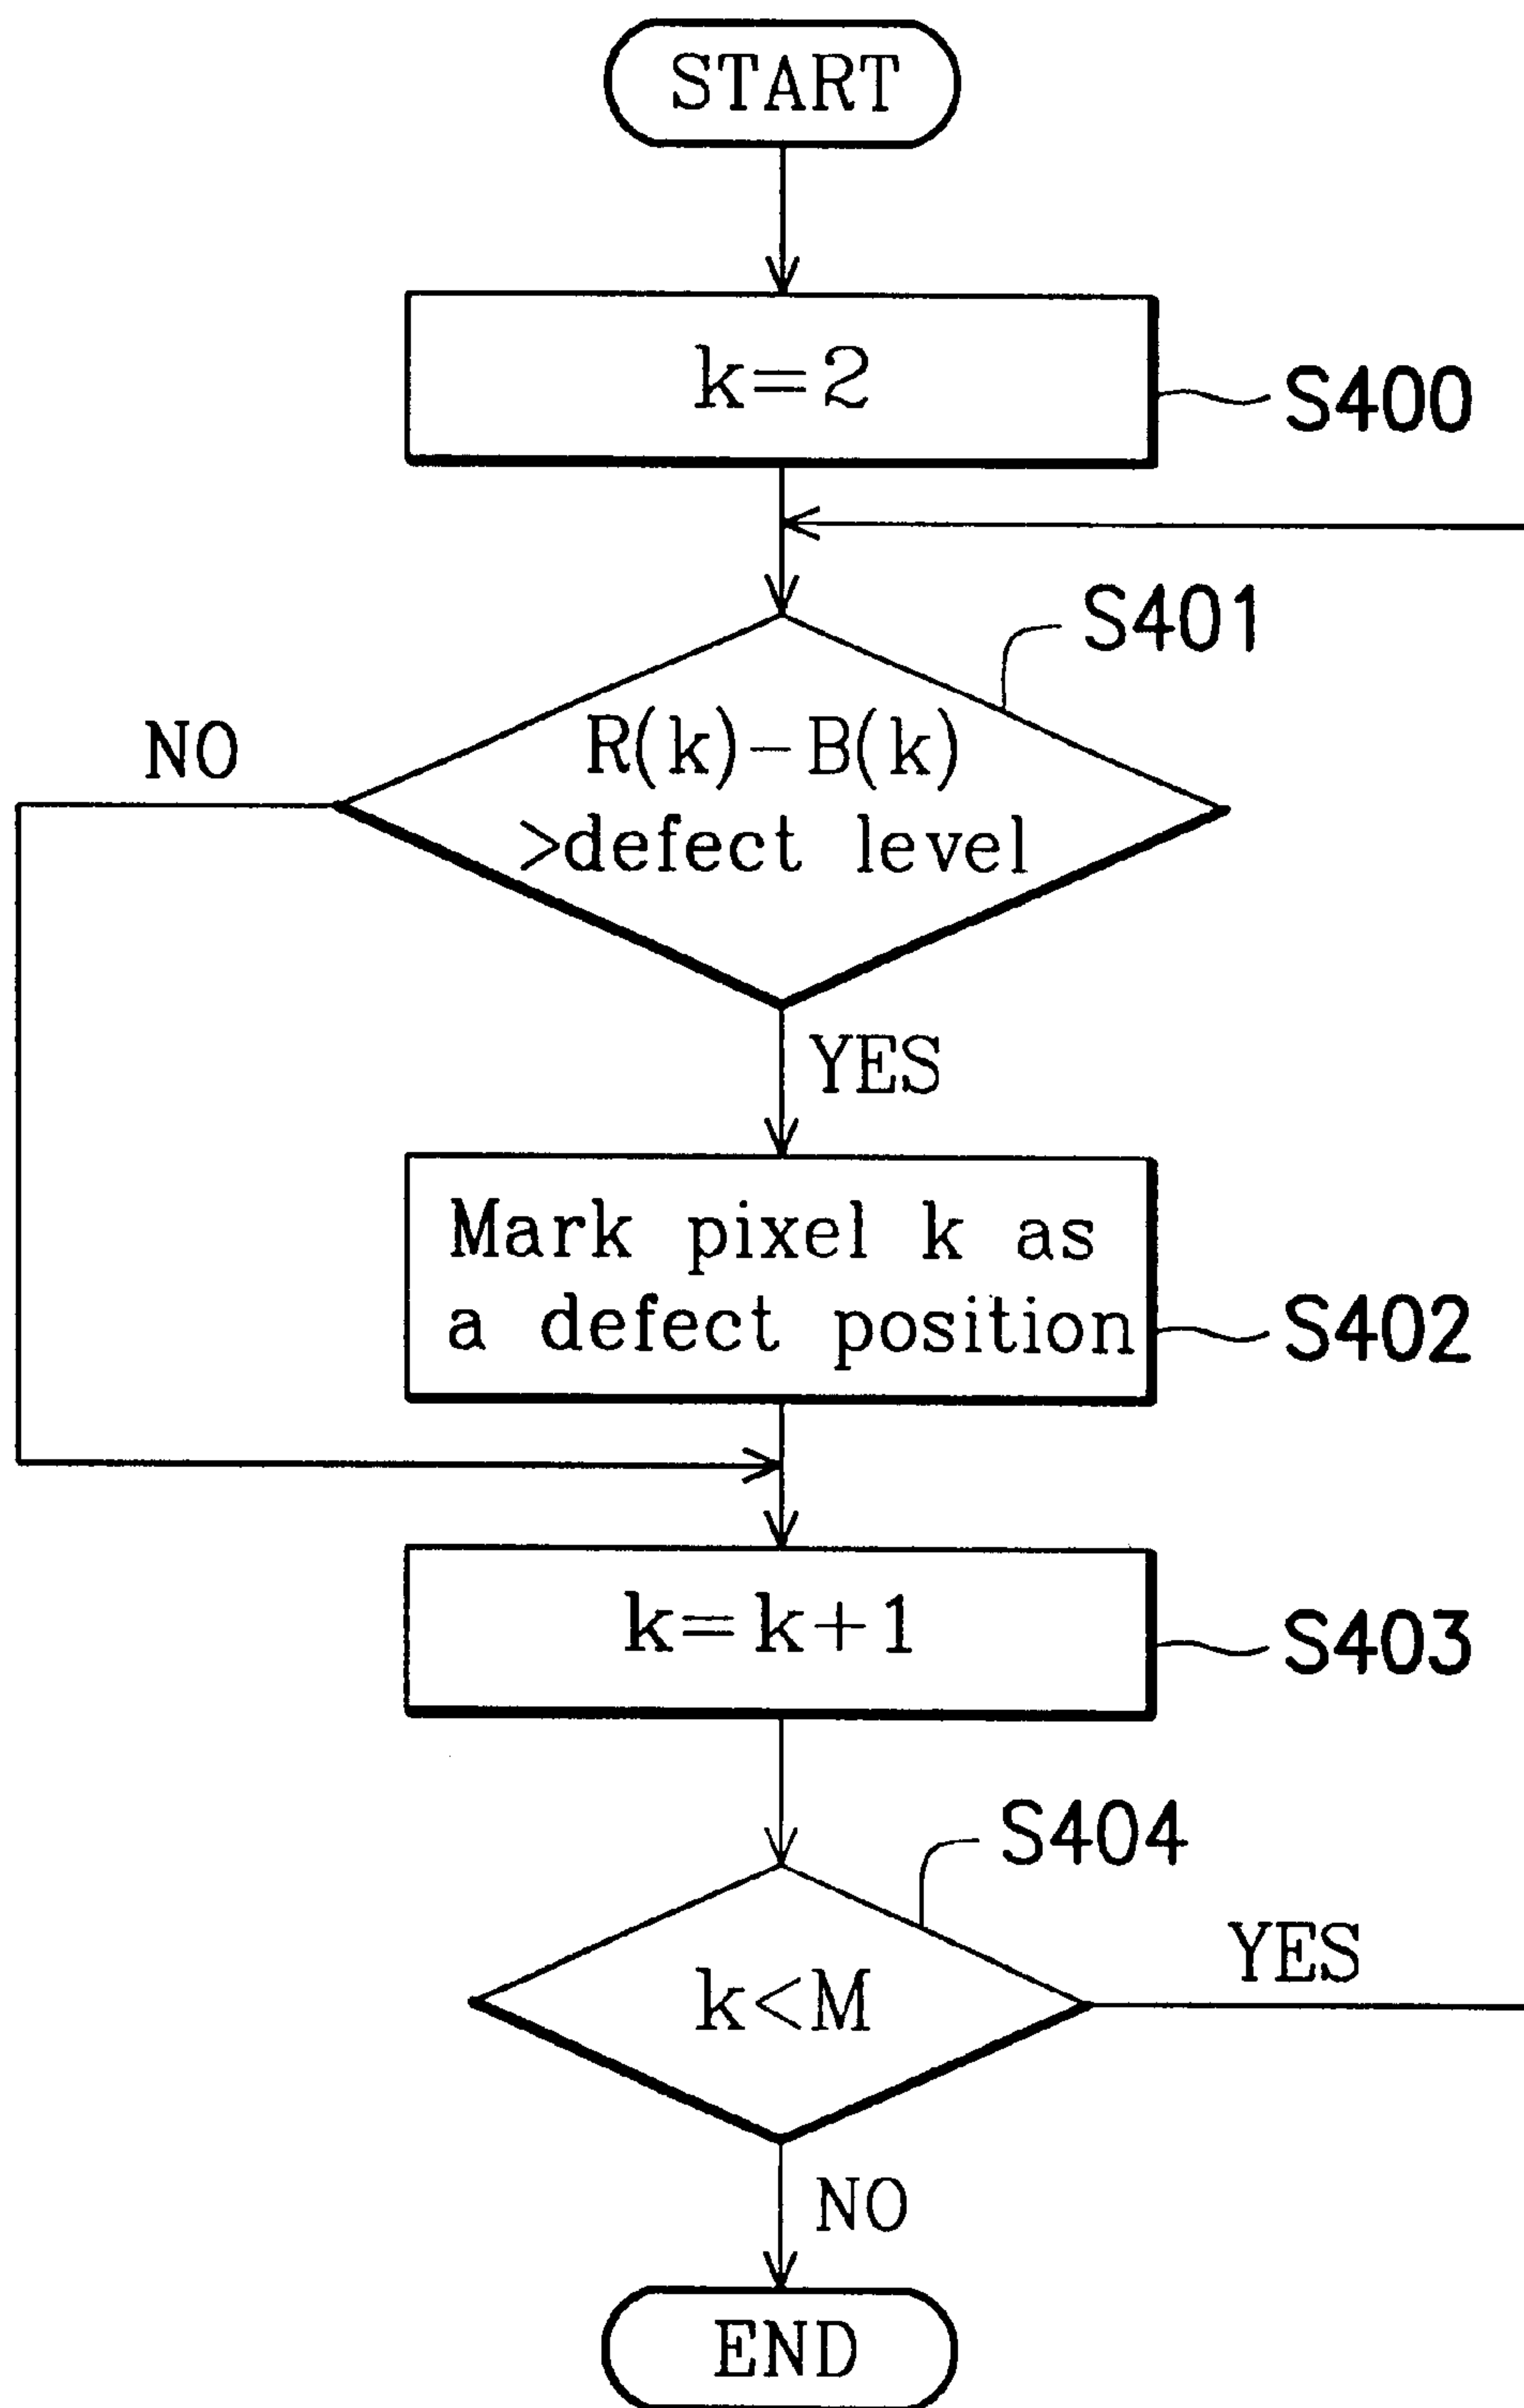 START
k=2
S400
S401
NO
R(k)-B(k)
>defect level
YES
Mark pixel k as
a defect position
S402
k=k+1
S403
S404
YES
k<M
NO
END